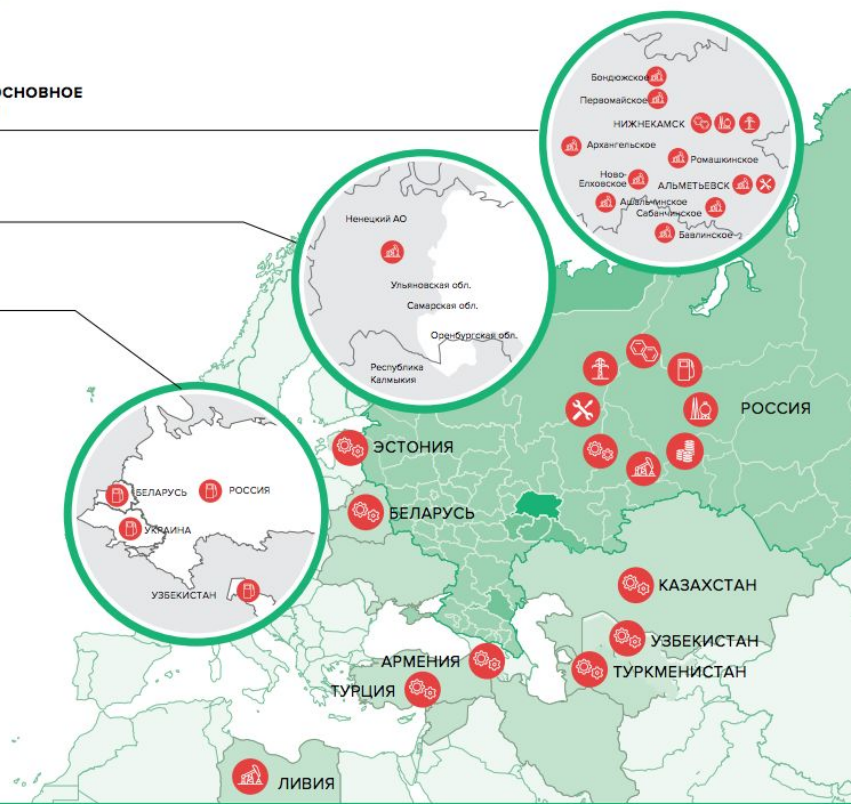 ОСНОВНОЕ
Бондюжское
Первомайское
НИЖНЕКАМСК
Архангельское
Ромашкинское
Ново-
Елховское
АЛЬМЕТЬЕВСК
Ашальчинское
Сабанчинское
Бавлинское
Ненецкий АО
Ульяновская обл.
Самарская обл.
Оренбургская обл.
Республика
Калмыкия
РОССИЯ
ЭСТОНИЯ
БЕЛАРУСЬ
БЕЛАРУСЬ
РОССИЯ
УКРАИНА
УЗБЕКИСТАН
КАЗАХСТАН
УЗБЕКИСТАН
ТУРКМЕНИСТАН
АРМЕНИЯ
ТУРЦИЯ
ЛИВИЯ